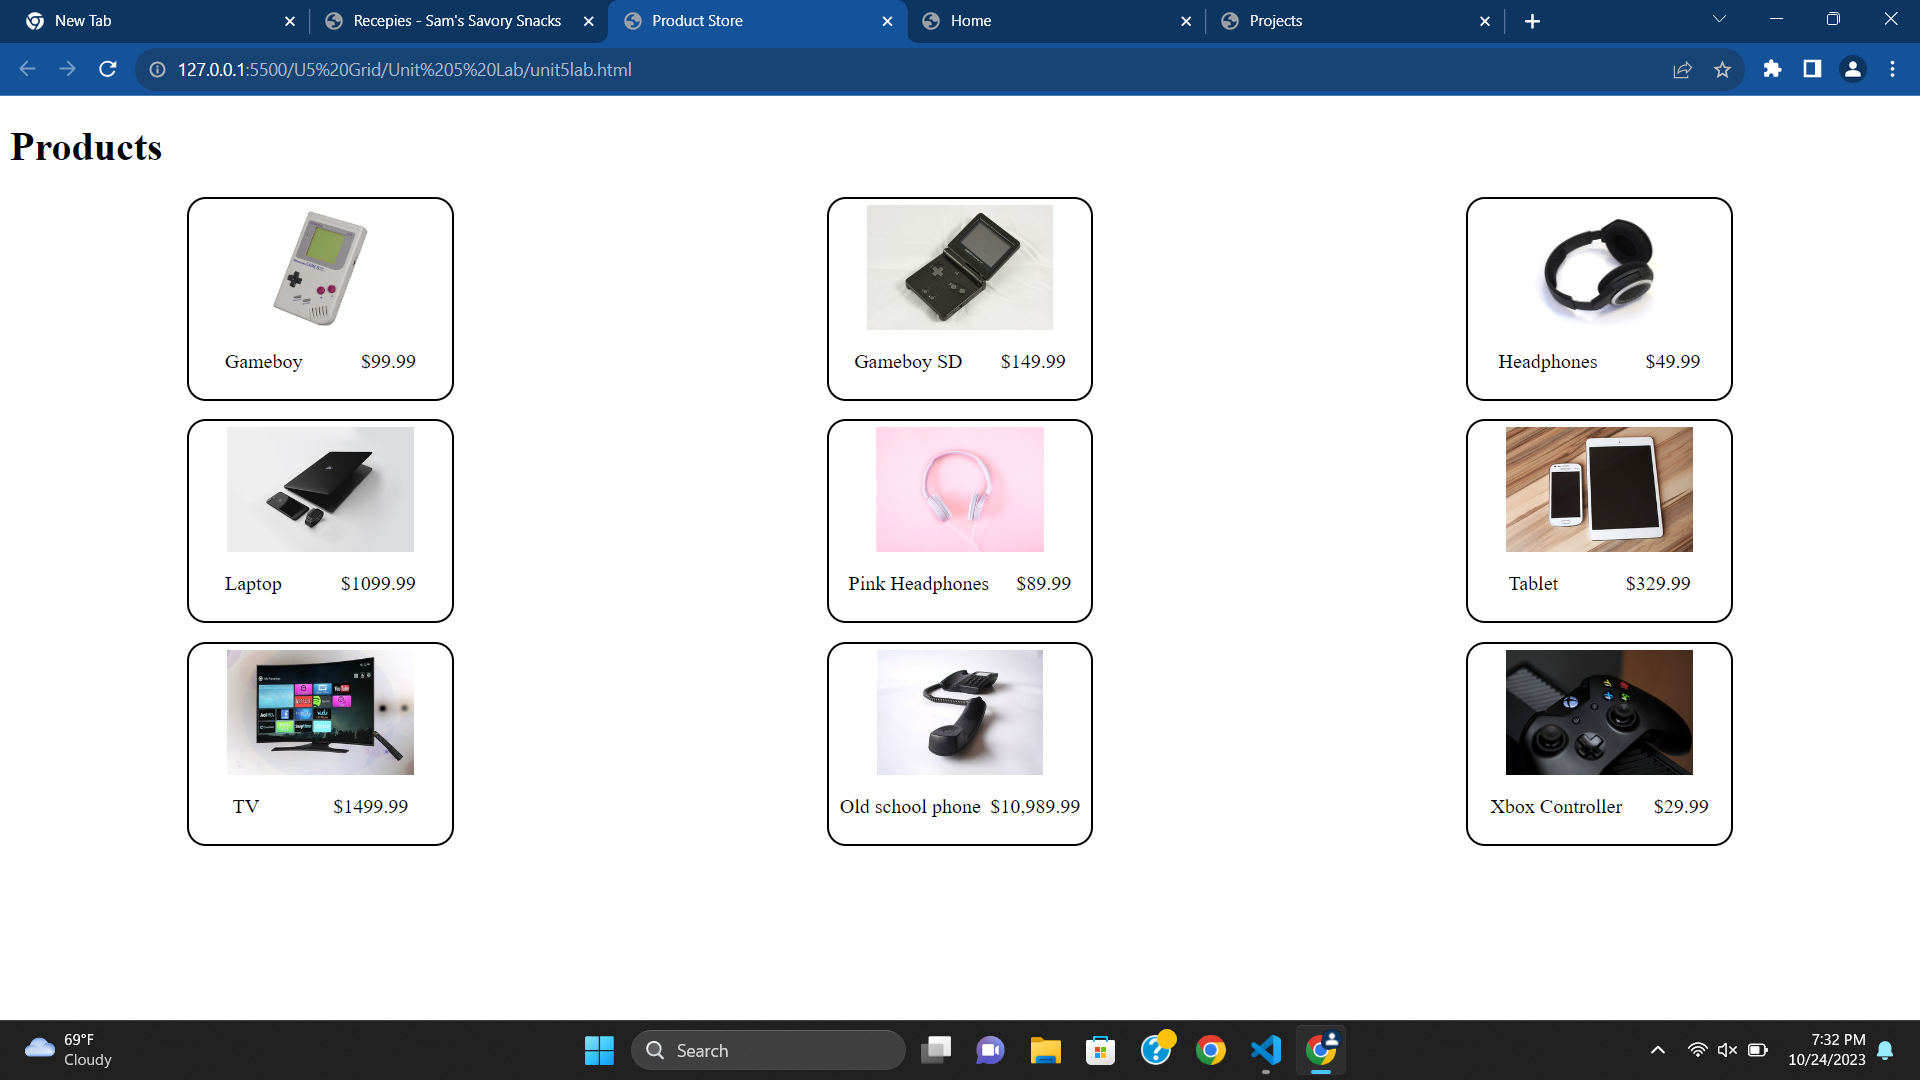 New Tab
Recepies - Sam's Savory Snacks
Product Store
Home
Projects
127.0.0.1:5500/U5%20Grid/Unit%205%20Lab/unit5lab.html
Products
Gameboy $99.99
Gameboy SD $149.99
Headphones $49.99
Laptop $1099.99
Pink Headphones $89.99
Tablet $329.99
YouTube
TV $1499.99
Old school phone $10,989.99
Xbox Controller $29.99
69°F
Cloudy
Search
7:32 PM
10/24/2023